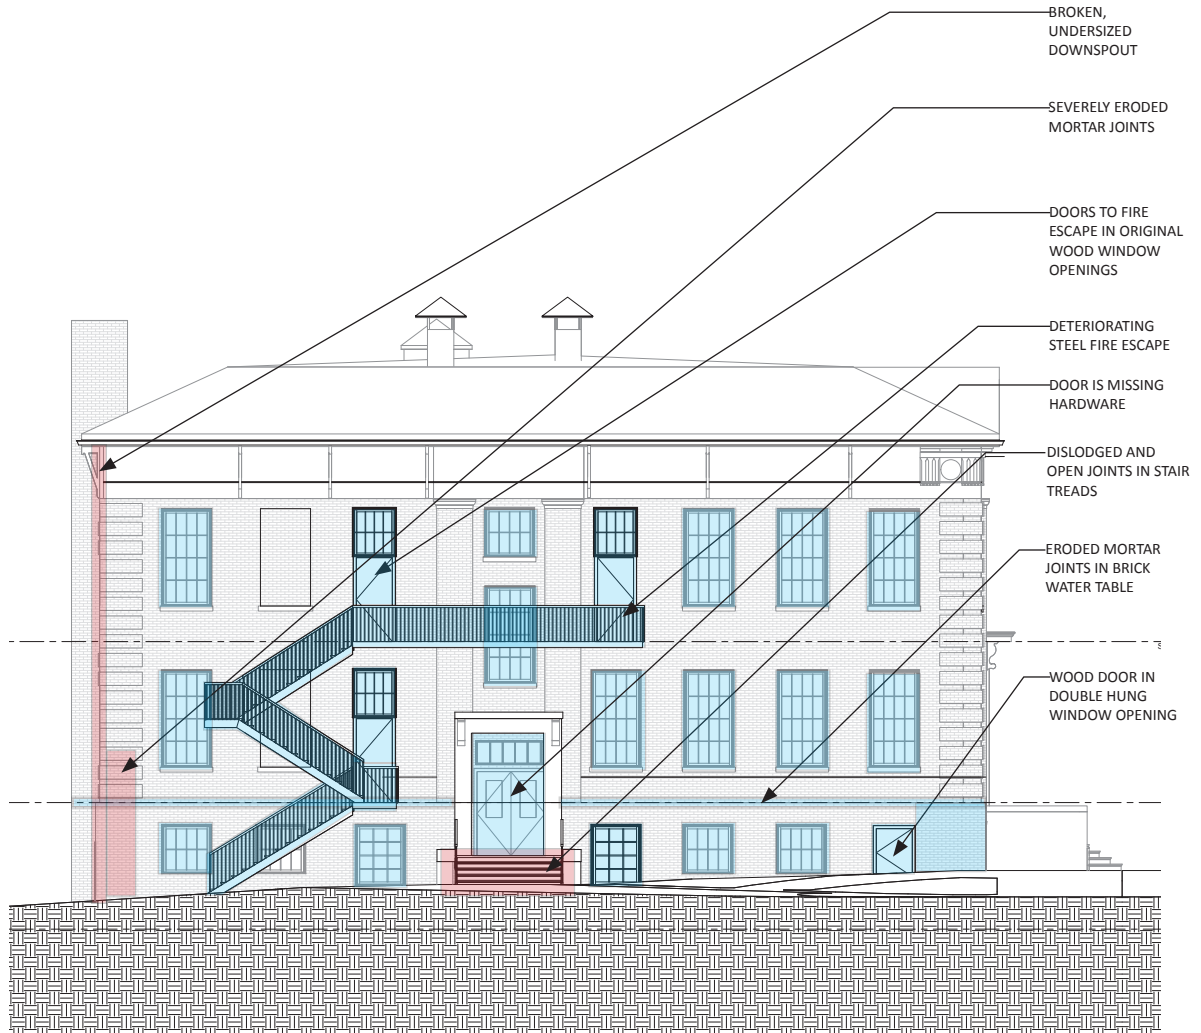 BROKEN,
UNDERSIZED
DOWNSPOUT
SEVERELY ERODED
MORTAR JOINTS
DOORS TO FIRE
ESCAPE IN ORIGINAL
WOOD WINDOW
OPENINGS
DETERIORATING
STEEL FIRE ESCAPE
DOOR IS MISSING
HARDWARE
DISLODGED AND
OPEN JOINTS IN STAIR
TREADS
ERODED MORTAR
JOINTS IN BRICK
WATER TABLE
WOOD DOOR IN
DOUBLE HUNG
WINDOW OPENING